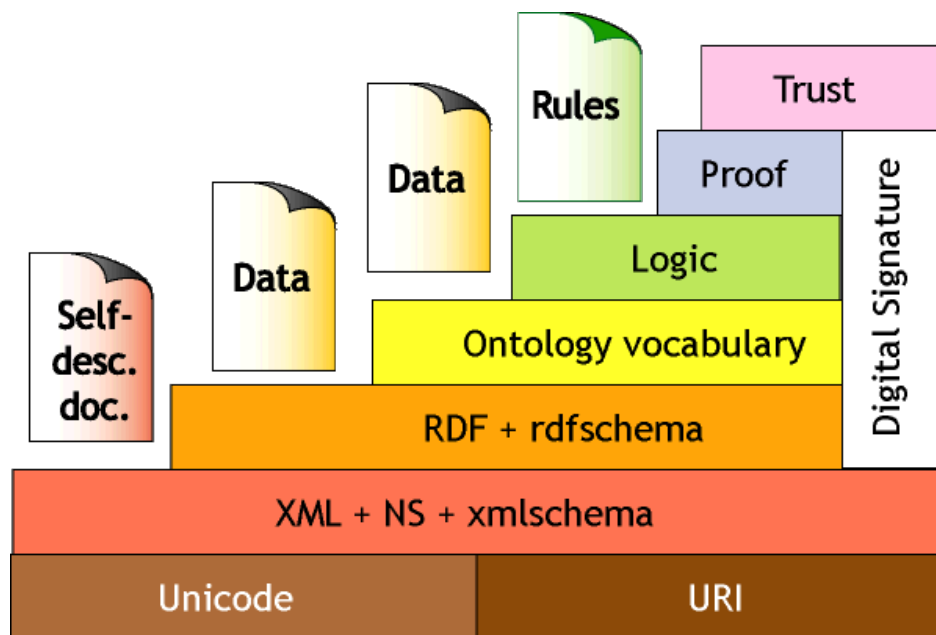 Rules
Trust
Data
Proof
Data
Logic
Self-
desc.
doc.
Ontology vocabulary
Digital Signature
RDF + rdfschema
XML + NS + xmlschema
Unicode
URI